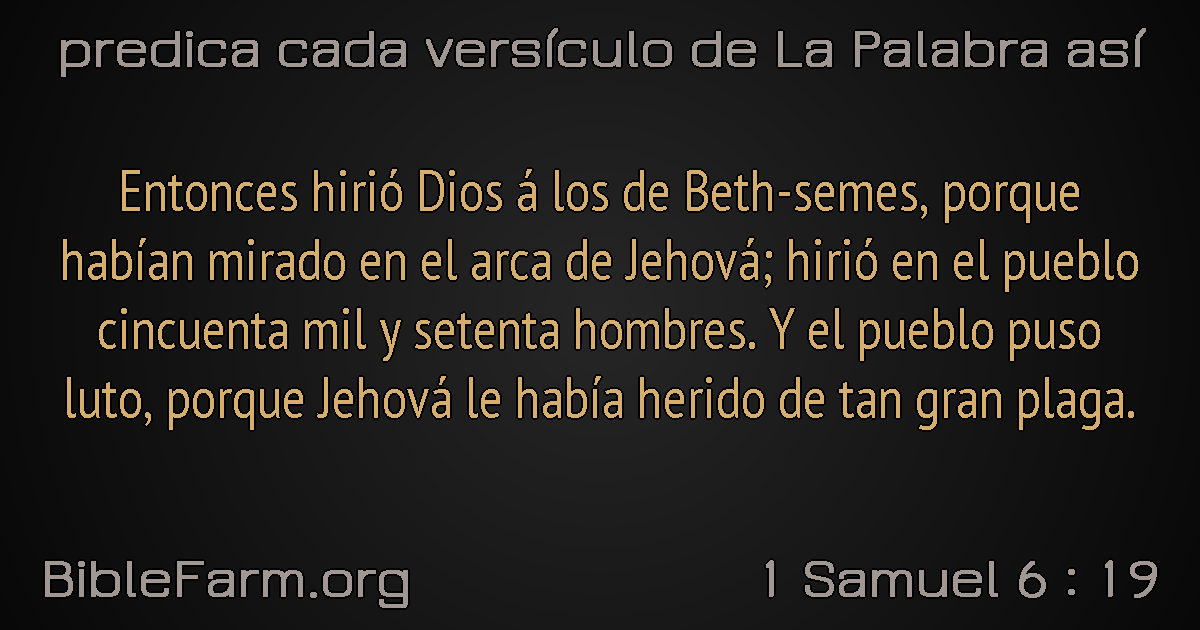 predica cada versículo de La Palabra así
Entonces hirió Dios á los de Beth-semes, porque
habían mirado en el arca de Jehová; hirió en el pueblo
cincuenta mil y setenta hombres. Y el pueblo puso
luto, porque Jehová le había herido de tan gran plaga.
BibleFarm.org
1 Samuel 6 : 19